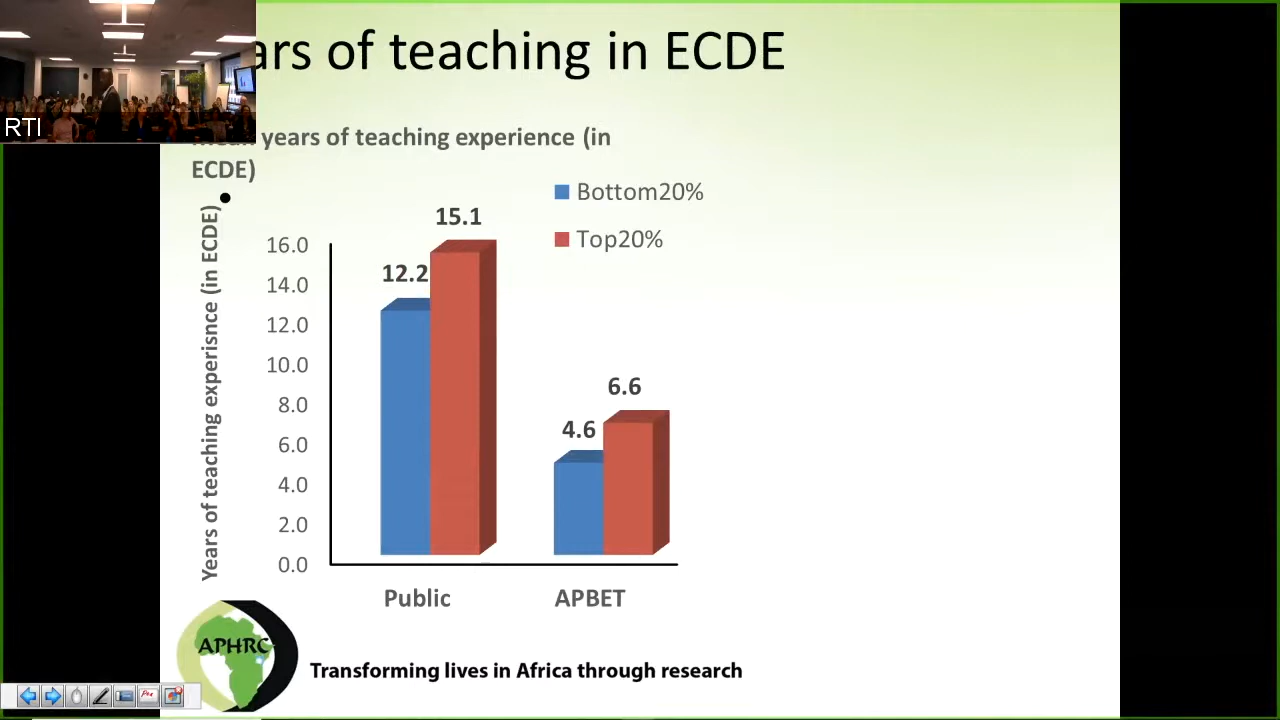 RTI
of teaching in ECDE
years of teaching experience (in
ECDE)
Bottom20%
Top20%
Years of teaching experisnce (in ECDE)
16.0
14.0
12.0
10.0
8.0
6.0
4.0
2.0
0.0
12.2
15.1
4.6
6.6
Public
APBET
APHRC
Transforming lives in Africa through research